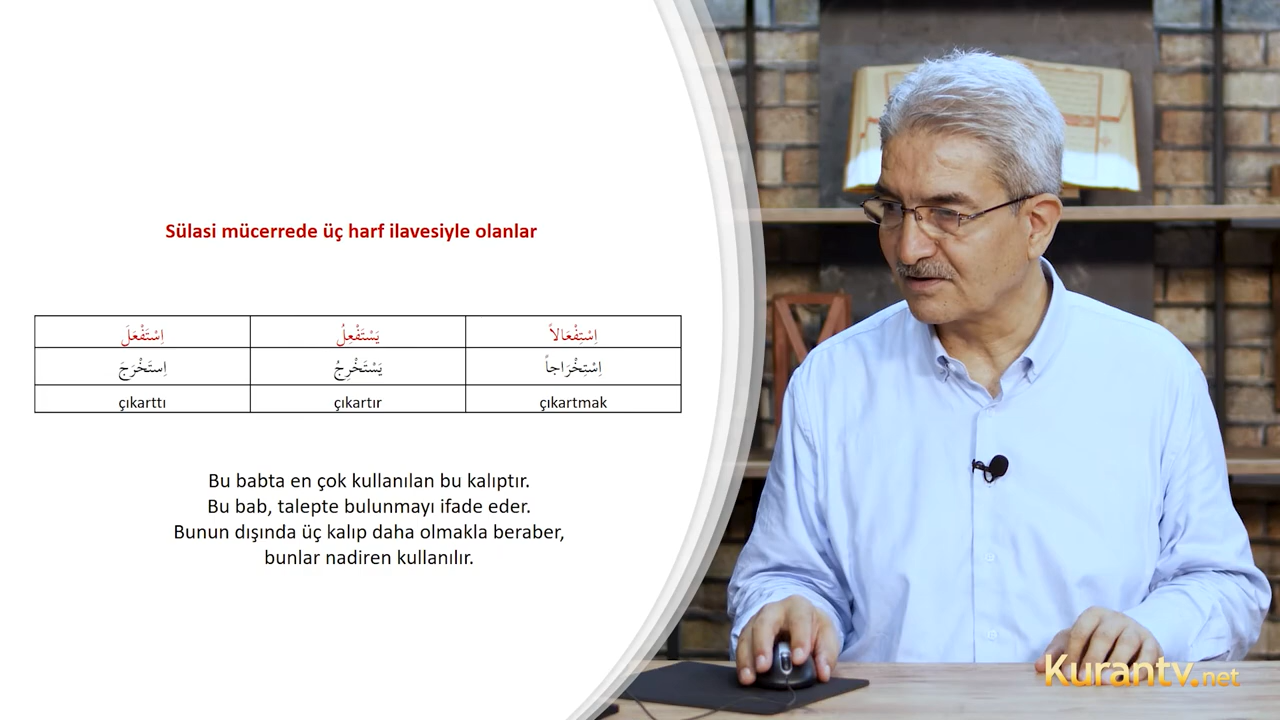 Sülasi mücerrede üç harf ilavesiyle olanlar
اِسْتَفْعَلَ يَسْتَفْعِلُ اِسْتِفْعَالاً
اِستَخْرَجَ يَسْتَخْرِجُ اِسْتِخْرَاجاً
çıkarttı çıkartır çıkartmak
Bu babta en çok kullanılan bu kalıptır.
Bu bab, talepte bulunmayı ifade eder.
Bunun dışında üç kalıp daha olmakla beraber,
bunlar nadiren kullanılır.
Kurantv.net